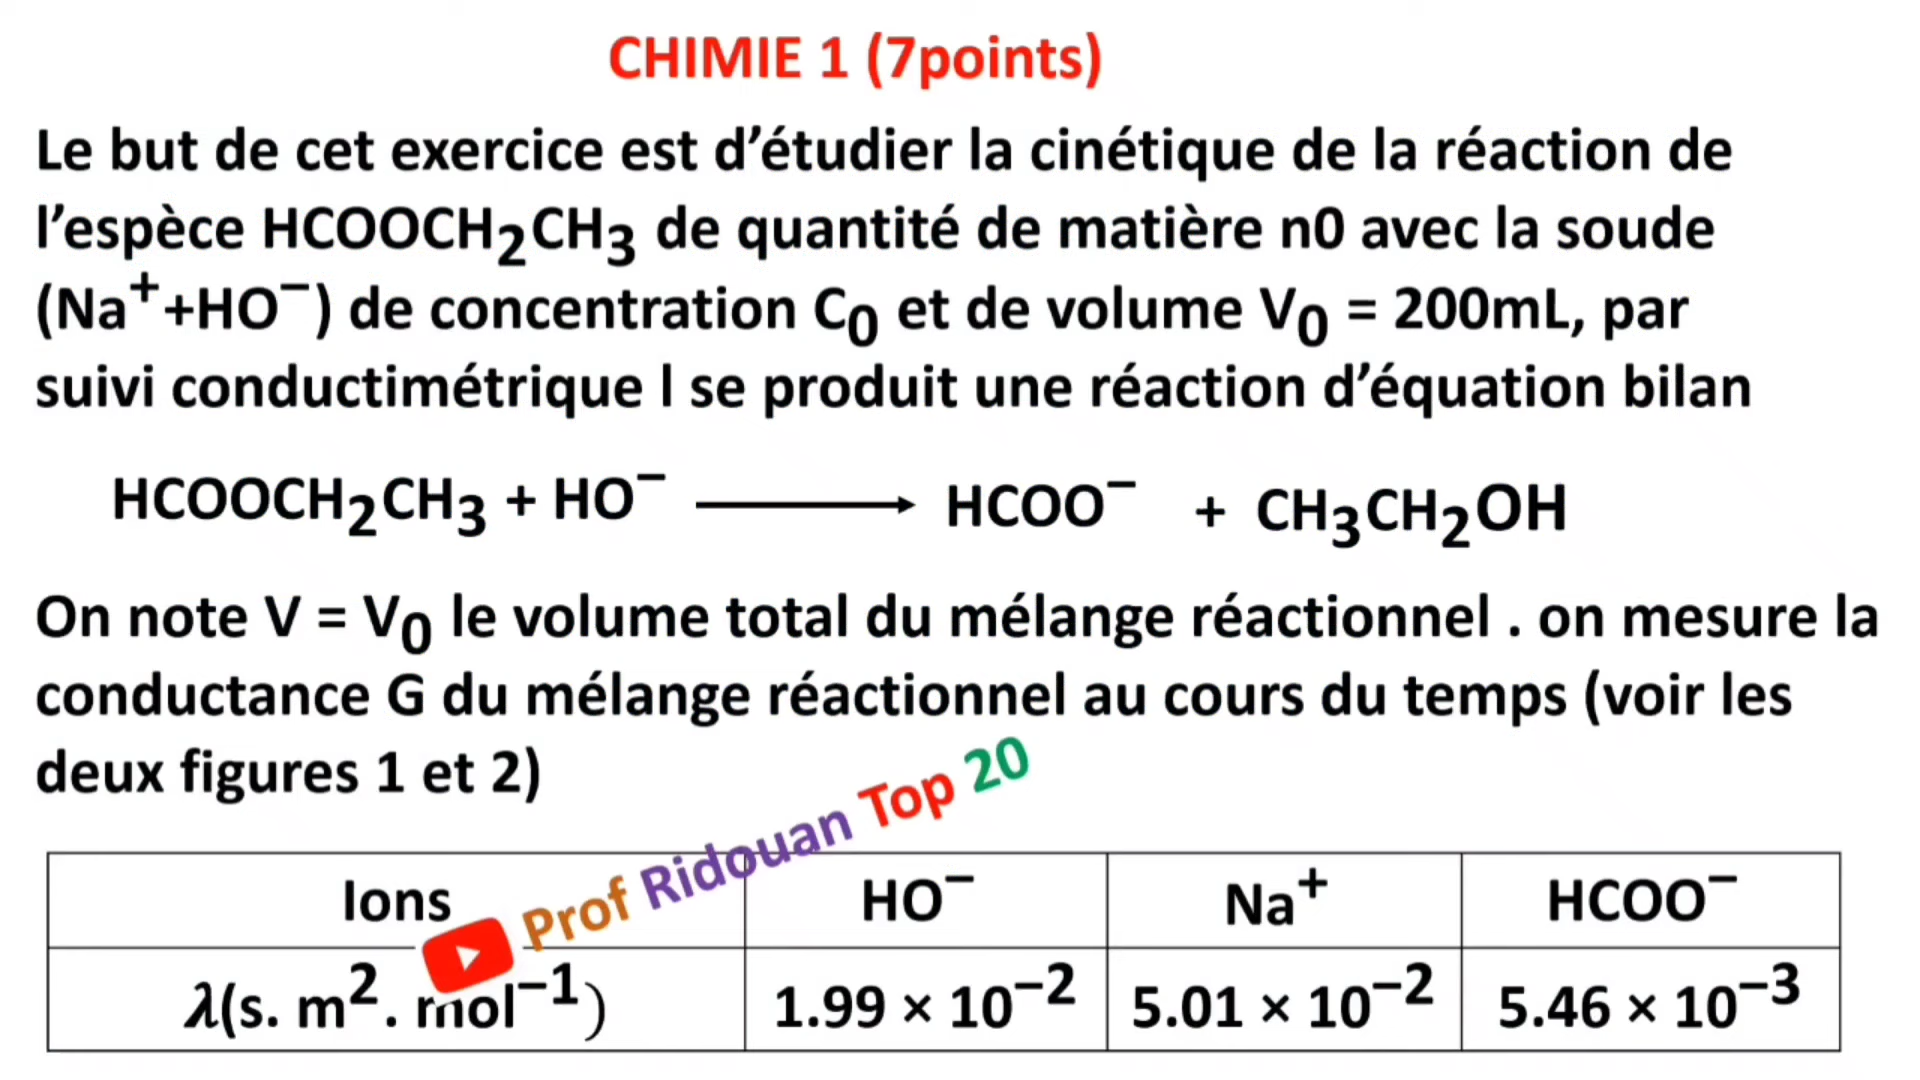 CHIMIE 1 (7points)
Le but de cet exercice est d’étudier la cinétique de la réaction de
l’espèce HCOOCH₂CH₃ de quantité de matière n0 avec la soude
(Na⁺+HO⁻) de concentration C₀ et de volume V₀ = 200mL, par
suivi conductimétrique l se produit une réaction d’équation bilan
HCOOCH₂CH₃ + HO⁻ ⟶ HCOO⁻ + CH₃CH₂OH
On note V = V₀ le volume total du mélange réactionnel . on mesure la
conductance G du mélange réactionnel au cours du temps (voir les
deux figures 1 et 2)
Prof Ridouan Top 20
Ions HO⁻ Na⁺ HCOO⁻
λ(s. m². mol⁻¹) 1.99 × 10⁻² 5.01 × 10⁻² 5.46 × 10⁻³